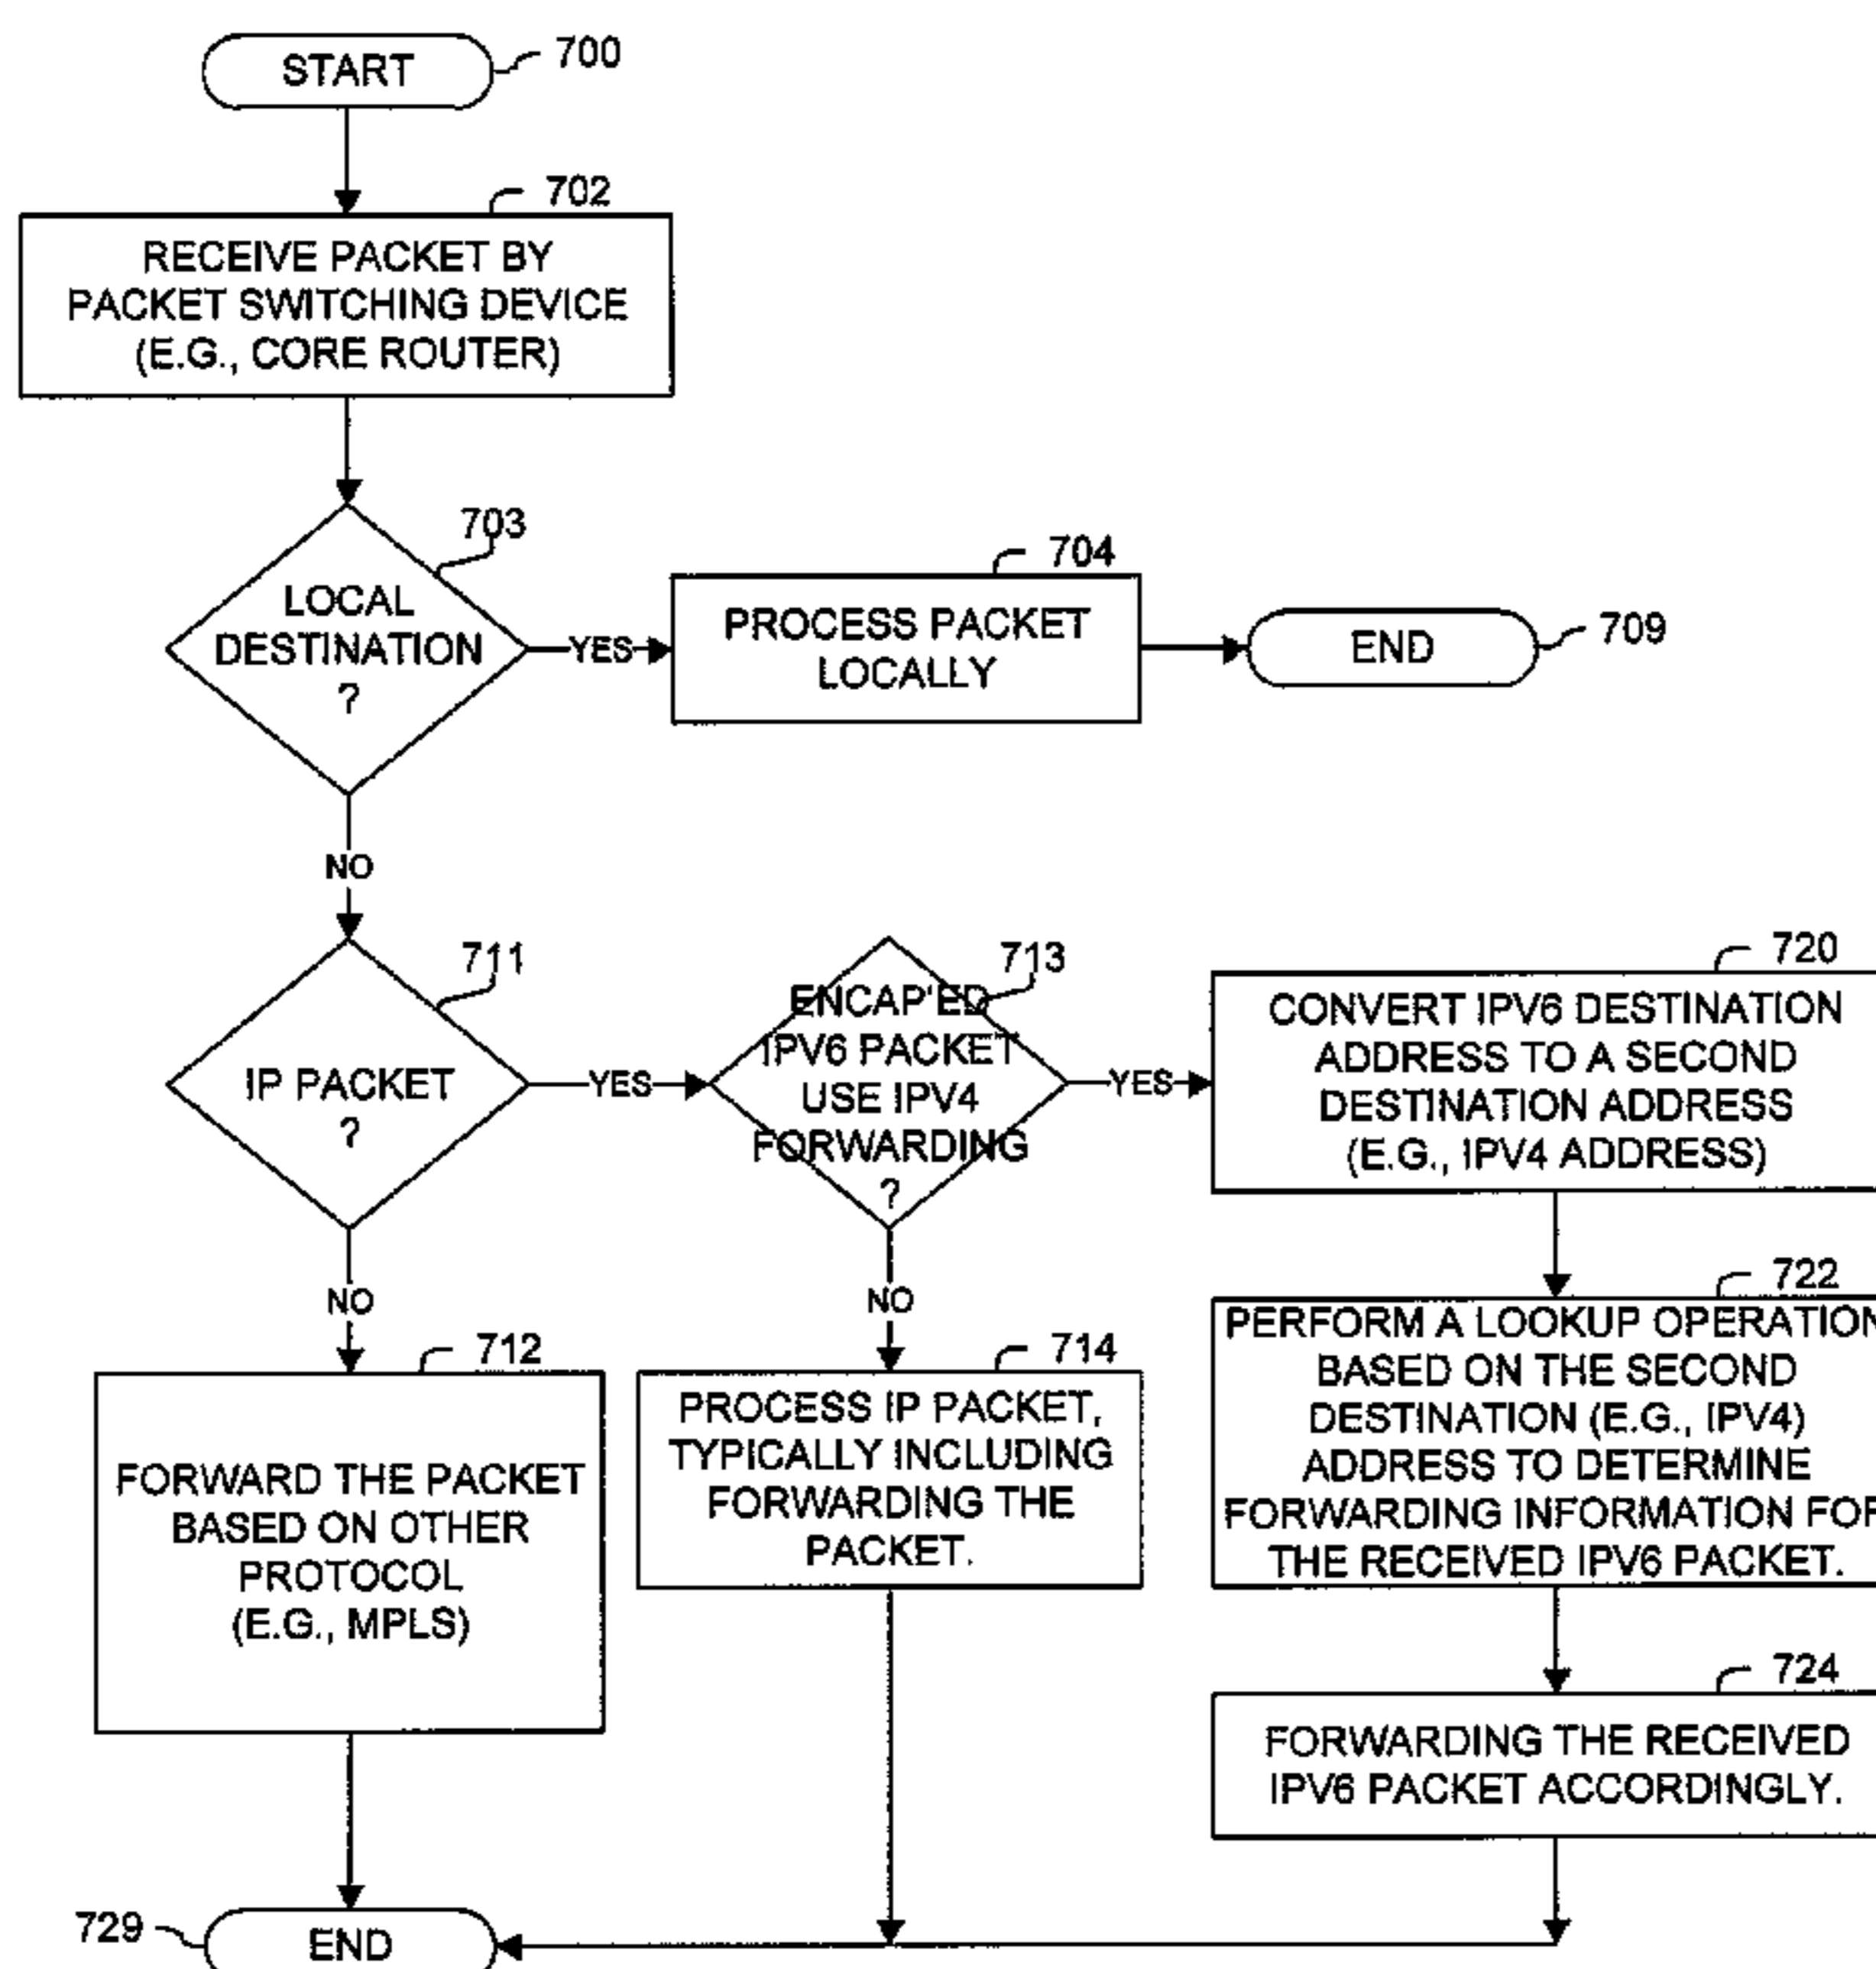 START
700
702
RECEIVE PACKET BY
PACKET SWITCHING DEVICE
(E.G., CORE ROUTER)
703
LOCAL
DESTINATION
?
YES
704
PROCESS PACKET
LOCALLY
END
709
NO
711
IP PACKET
?
YES
713
ENCAP'ED
IPV6 PACKET
USE IPV4
FORWARDING
?
YES
720
CONVERT IPV6 DESTINATION
ADDRESS TO A SECOND
DESTINATION ADDRESS
(E.G., IPV4 ADDRESS)
NO
712
FORWARD THE PACKET
BASED ON OTHER
PROTOCOL
(E.G., MPLS)
NO
714
PROCESS IP PACKET,
TYPICALLY INCLUDING
FORWARDING THE
PACKET.
722
PERFORM A LOOKUP OPERATION
BASED ON THE SECOND
DESTINATION (E.G., IPV4)
ADDRESS TO DETERMINE
FORWARDING INFORMATION FOR
THE RECEIVED IPV6 PACKET.
724
FORWARDING THE RECEIVED
IPV6 PACKET ACCORDINGLY.
729
END